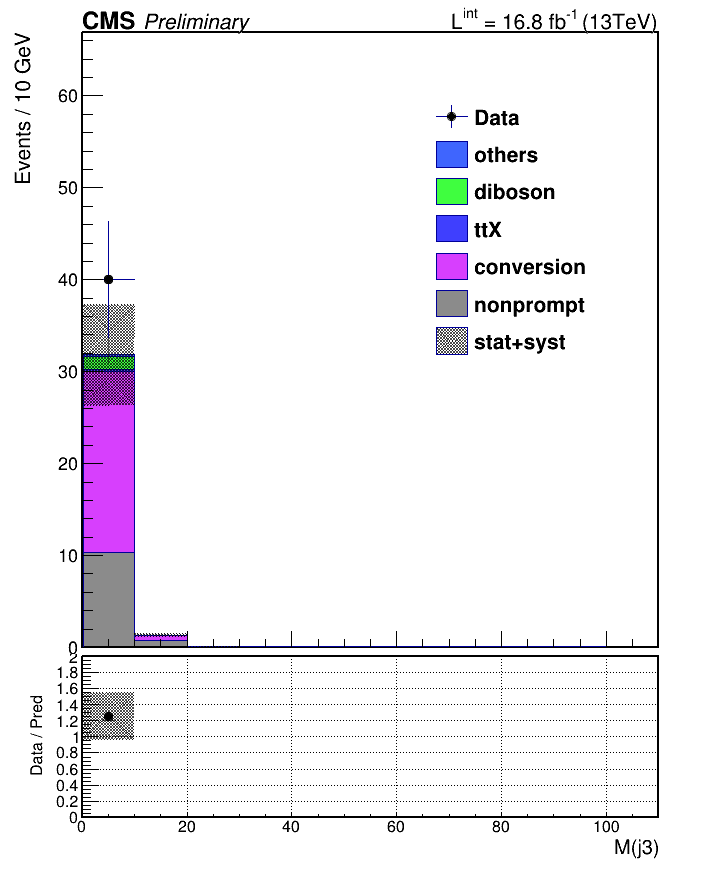 CMS Preliminary
L^int = 16.8 fb^-1 (13TeV)
Events / 10 GeV
60
50
40
30
20
10
0
Data
others
diboson
ttX
conversion
nonprompt
stat+syst
Data / Pred
2
1.8
1.6
1.4
1.2
1
0.8
0.6
0.4
0.2
0
0 20 40 60 80 100
M(j3)